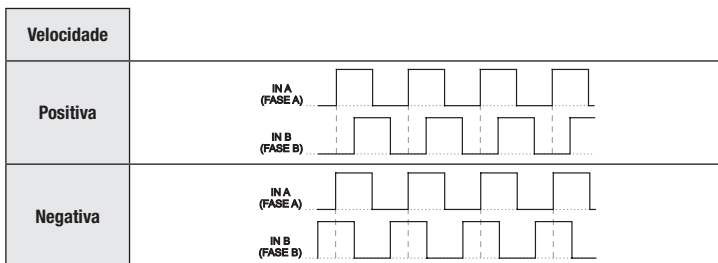 Velocidade
Positiva
IN A
(FASE A)
IN B
(FASE B)
Negativa
IN A
(FASE A)
IN B
(FASE B)